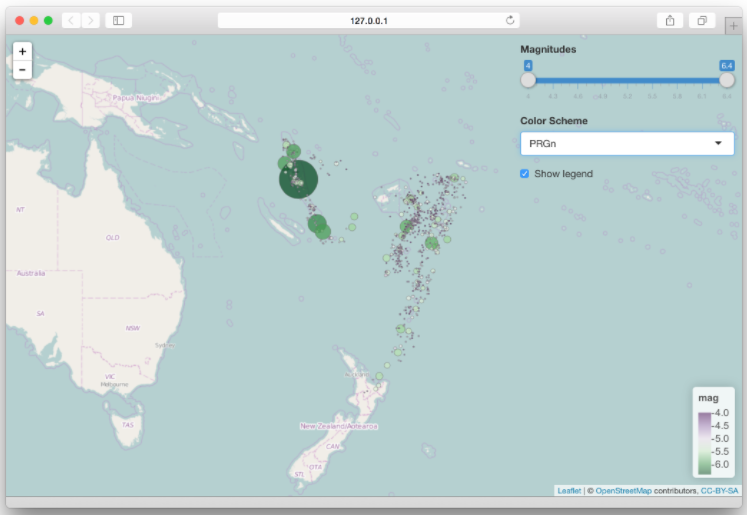 127.0.0.1
+
+
−
Magnitudes
4
6.4
Papua Niugini
Color Scheme
PRGn
Show legend
NT
QLD
Australia
SA
NSW
Sydney
VIC
Melbourne
TAS
New Zealand/Aotearoa
CAN
OTA
STL
mag
4.0
4.5
5.0
5.5
6.0
Leaflet | © OpenStreetMap contributors, CC-BY-SA